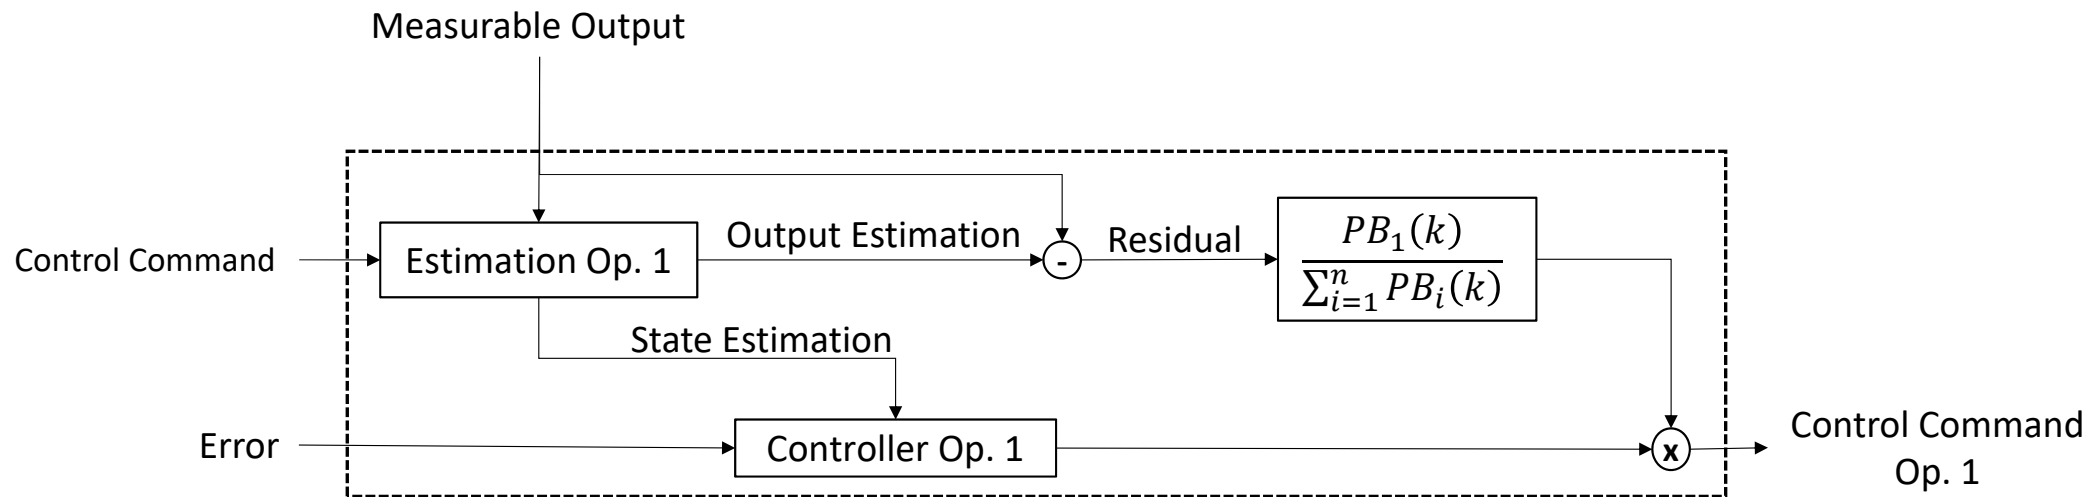 Measurable Output
Control Command
Estimation Op. 1
Output Estimation
-
Residual
PB₁(k)
∑ⁿᵢ₌₁ PBᵢ(k)
State Estimation
Error
Controller Op. 1
x
Control Command
Op. 1